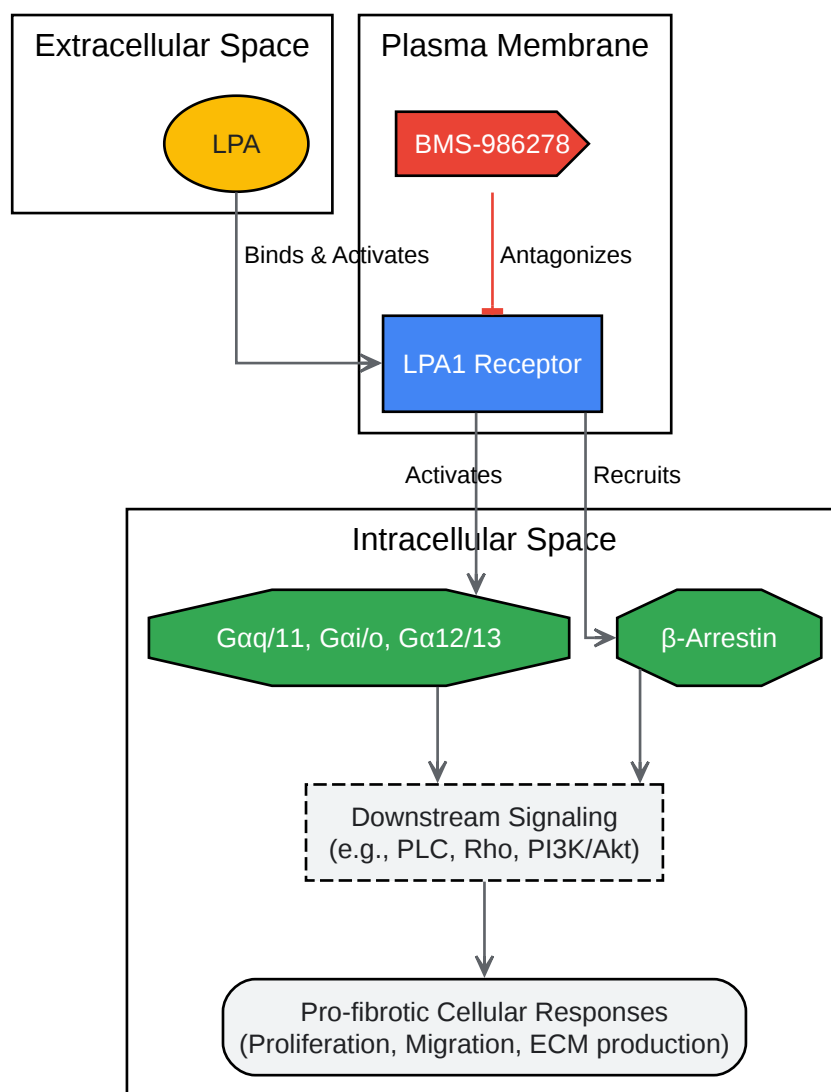 Extracellular Space
Plasma Membrane
LPA
BMS-986278
Binds & Activates
Antagonizes
LPA1 Receptor
Activates
Recruits
Intracellular Space
Gαq/11, Gαi/o, Gα12/13
β-Arrestin
Downstream Signaling
(e.g., PLC, Rho, PI3K/Akt)
Pro-fibrotic Cellular Responses
(Proliferation, Migration, ECM production)